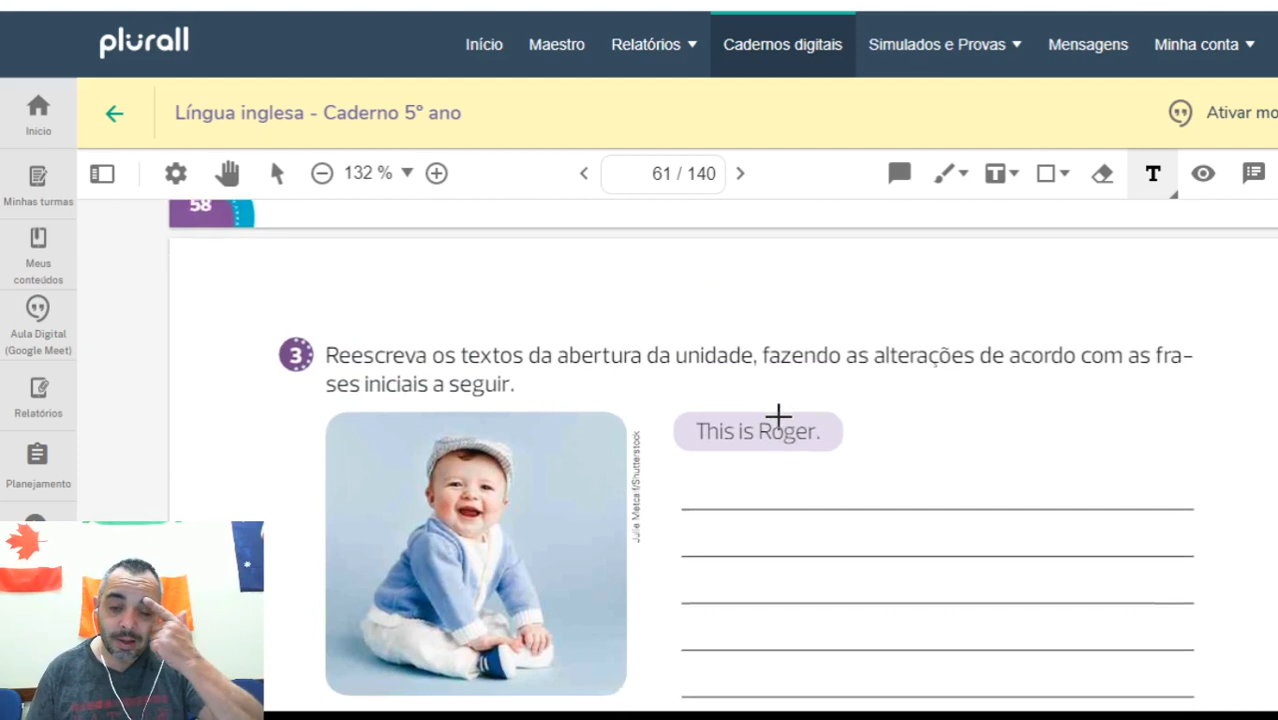 plurall
Início
Maestro
Relatórios
Cadernos digitais
Simulados e Provas
Mensagens
Minha conta
Início
Língua inglesa - Caderno 5º ano
Ativar mo
132 %
61 / 140
T
T
Minhas turmas
58
Meus
conteúdos
Aula Digital
(Google Meet)
3 Reescreva os textos da abertura da unidade, fazendo as alterações de acordo com as fra-
ses iniciais a seguir.
Relatórios
This is Roger.
Julie Metcalf/Shutterstock
Planejamento